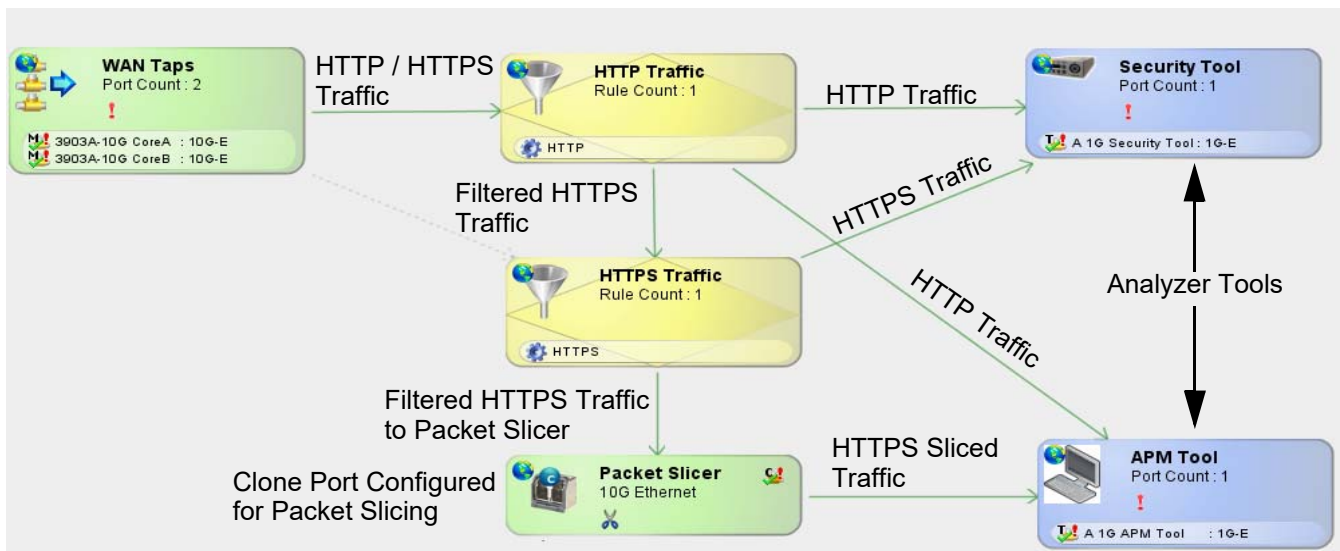 WAN Taps
Port Count : 2
!
M! 3903A-10G CoreA : 10G-E
M! 3903A-10G CoreB : 10G-E
HTTP / HTTPS
Traffic
HTTP Traffic
Rule Count : 1
HTTP
HTTP Traffic
Security Tool
Port Count : 1
!
T! A 1G Security Tool : 1G-E
Filtered HTTPS
Traffic
HTTPS Traffic
HTTPS Traffic
Rule Count : 1
HTTPS
HTTP Traffic
Analyzer Tools
Filtered HTTPS Traffic
to Packet Slicer
Clone Port Configured
for Packet Slicing
C
Packet Slicer
10G Ethernet
C!
HTTPS Sliced
Traffic
APM Tool
Port Count : 1
!
T! A 1G APM Tool : 1G-E